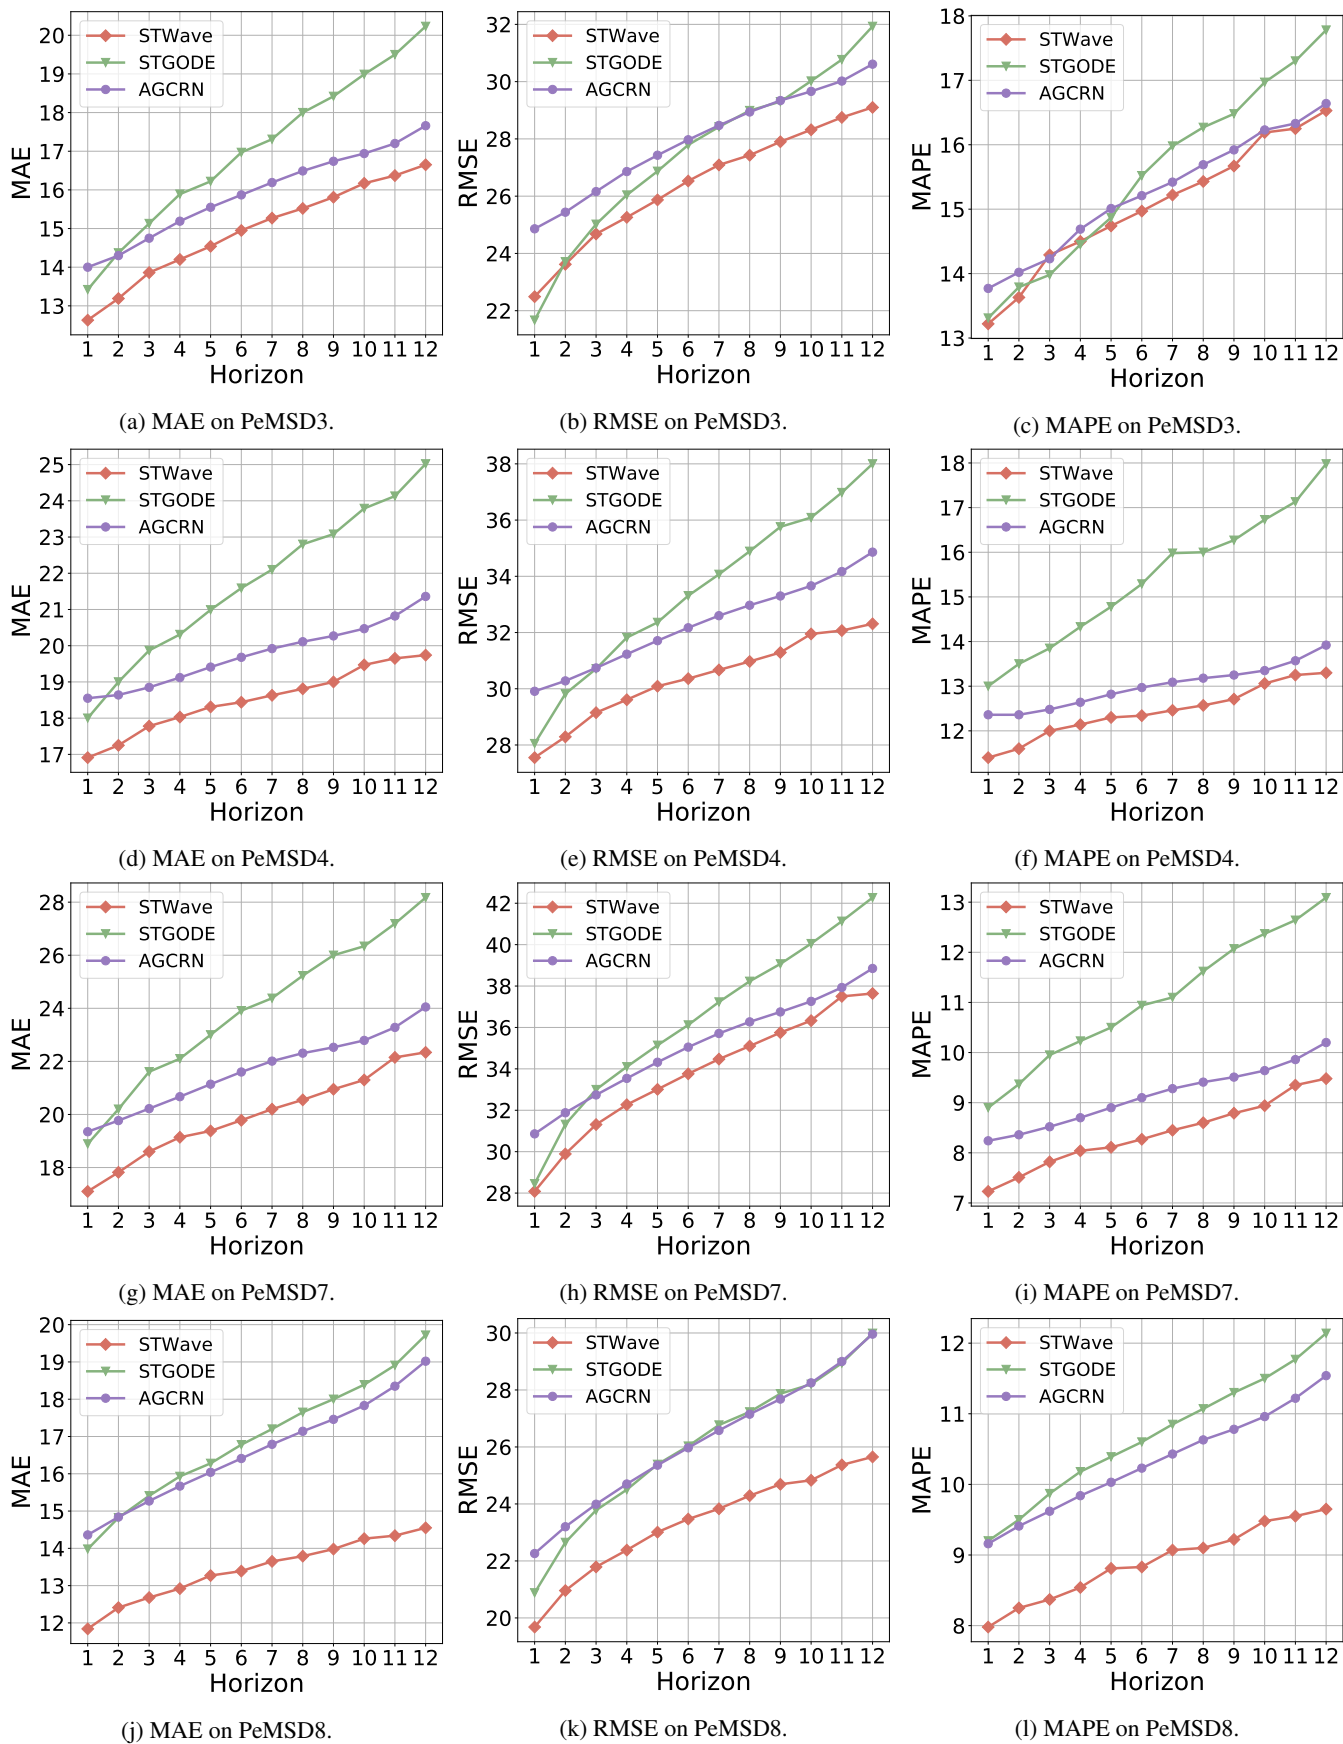 20
19
18
17
16
15
14
13
MAE
STWave
STGODE
AGCRN
1 2 3 4 5 6 7 8 9 10 11 12
Horizon
(a) MAE on PeMSD3.
32
30
28
26
24
22
RMSE
STWave
STGODE
AGCRN
1 2 3 4 5 6 7 8 9 10 11 12
Horizon
(b) RMSE on PeMSD3.
18
17
16
15
14
13
MAPE
STWave
STGODE
AGCRN
1 2 3 4 5 6 7 8 9 10 11 12
Horizon
(c) MAPE on PeMSD3.
25
24
23
22
21
20
19
18
17
MAE
STWave
STGODE
AGCRN
1 2 3 4 5 6 7 8 9 10 11 12
Horizon
(d) MAE on PeMSD4.
38
36
34
32
30
28
RMSE
STWave
STGODE
AGCRN
1 2 3 4 5 6 7 8 9 10 11 12
Horizon
(e) RMSE on PeMSD4.
18
17
16
15
14
13
12
MAPE
STWave
STGODE
AGCRN
1 2 3 4 5 6 7 8 9 10 11 12
Horizon
(f) MAPE on PeMSD4.
28
26
24
22
20
18
MAE
STWave
STGODE
AGCRN
1 2 3 4 5 6 7 8 9 10 11 12
Horizon
(g) MAE on PeMSD7.
42
40
38
36
34
32
30
28
RMSE
STWave
STGODE
AGCRN
1 2 3 4 5 6 7 8 9 10 11 12
Horizon
(h) RMSE on PeMSD7.
13
12
11
10
9
8
7
MAPE
STWave
STGODE
AGCRN
1 2 3 4 5 6 7 8 9 10 11 12
Horizon
(i) MAPE on PeMSD7.
20
19
18
17
16
15
14
13
12
MAE
STWave
STGODE
AGCRN
1 2 3 4 5 6 7 8 9 10 11 12
Horizon
(j) MAE on PeMSD8.
30
28
26
24
22
20
RMSE
STWave
STGODE
AGCRN
1 2 3 4 5 6 7 8 9 10 11 12
Horizon
(k) RMSE on PeMSD8.
12
11
10
9
8
MAPE
STWave
STGODE
AGCRN
1 2 3 4 5 6 7 8 9 10 11 12
Horizon
(l) MAPE on PeMSD8.